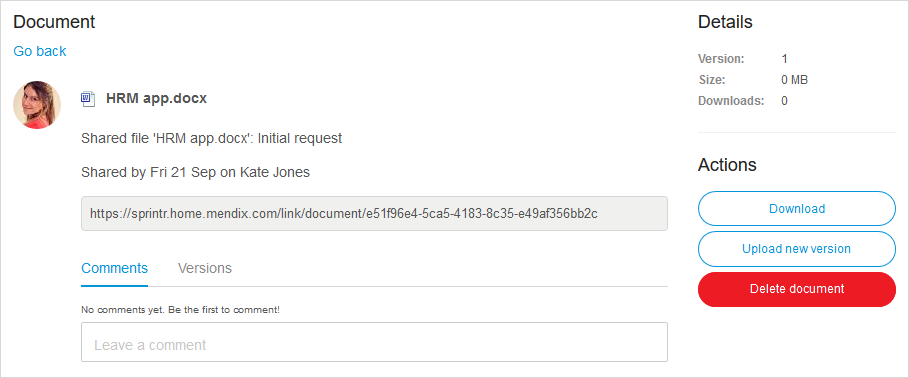 Document
Go back
HRM app.docx
Shared file 'HRM app.docx': Initial request
Shared by Fri 21 Sep on Kate Jones
https://sprintr.home.mendix.com/link/document/e51f96e4-5ca5-4183-8c35-e49af356bb2c
Comments Versions
No comments yet. Be the first to comment!
Leave a comment
Details
Version: 1
Size: 0 MB
Downloads: 0
Actions
Download
Upload new version
Delete document